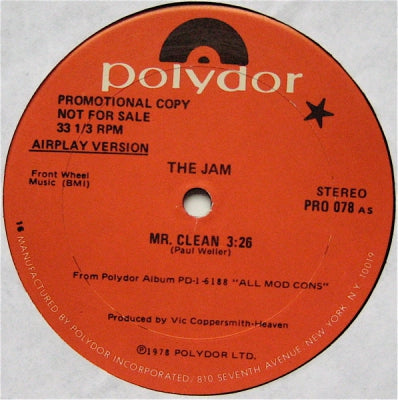 polydor
PROMOTIONAL COPY
NOT FOR SALE
33 1/3 RPM
AIRPLAY VERSION
THE JAM
Front Wheel
Music (BMI)
STEREO
PRO 078 AS
MR. CLEAN 3:26
(Paul Weller)
From Polydor Album PD-1-6188 "ALL MOD CONS"
Produced by Vic Coppersmith-Heaven
℗1978 POLYDOR LTD.
16 MANUFACTURED BY POLYDOR INCORPORATED/810 SEVENTH AVENUE, NEW YORK, N.Y. 10019